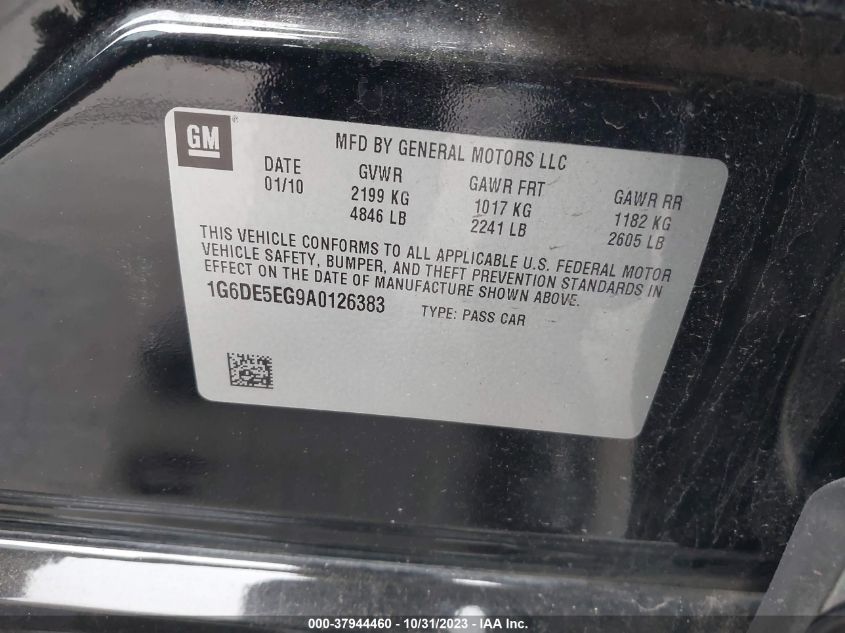 GM
MFD BY GENERAL MOTORS LLC
DATE GVWR GAWR FRT GAWR RR
01/10 2199 KG 1017 KG 1182 KG
4846 LB 2241 LB 2605 LB
THIS VEHICLE CONFORMS TO ALL APPLICABLE U.S. FEDERAL MOTOR
VEHICLE SAFETY, BUMPER, AND THEFT PREVENTION STANDARDS IN
EFFECT ON THE DATE OF MANUFACTURE SHOWN ABOVE.
1G6DE5EG9A0126383 TYPE: PASS CAR
000-37944460 - 10/31/2023 - IAA Inc.